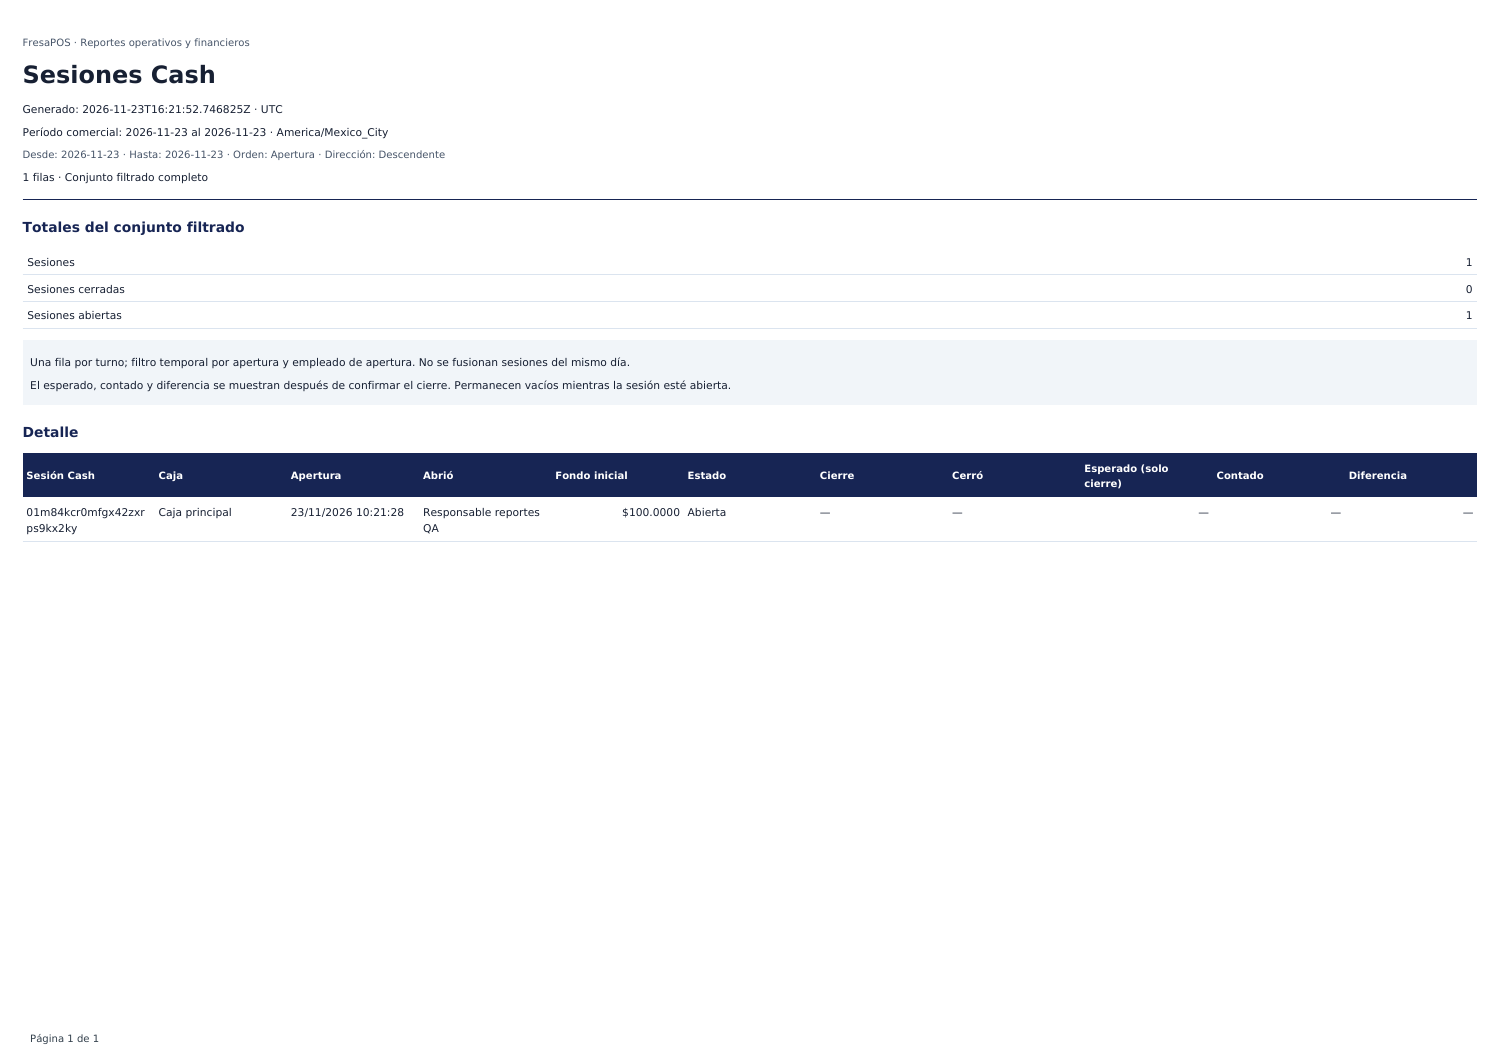 FresaPOS · Reportes operativos y financieros
Sesiones Cash
Generado: 2026-11-23T16:21:52.746825Z · UTC
Período comercial: 2026-11-23 al 2026-11-23 · America/Mexico_City
Desde: 2026-11-23 · Hasta: 2026-11-23 · Orden: Apertura · Dirección: Descendente
1 filas · Conjunto filtrado completo
Totales del conjunto filtrado
Sesiones 1
Sesiones cerradas 0
Sesiones abiertas 1
Una fila por turno; filtro temporal por apertura y empleado de apertura. No se fusionan sesiones del mismo día.
El esperado, contado y diferencia se muestran después de confirmar el cierre. Permanecen vacíos mientras la sesión esté abierta.
Detalle
Sesión Cash Caja Apertura Abrió Fondo inicial Estado Cierre Cerró Esperado (solo cierre) Contado Diferencia
01m84kcr0mfgx42zxr Caja principal 23/11/2026 10:21:28 Responsable reportes $100.0000 Abierta — — — — —
ps9kx2ky QA
Página 1 de 1